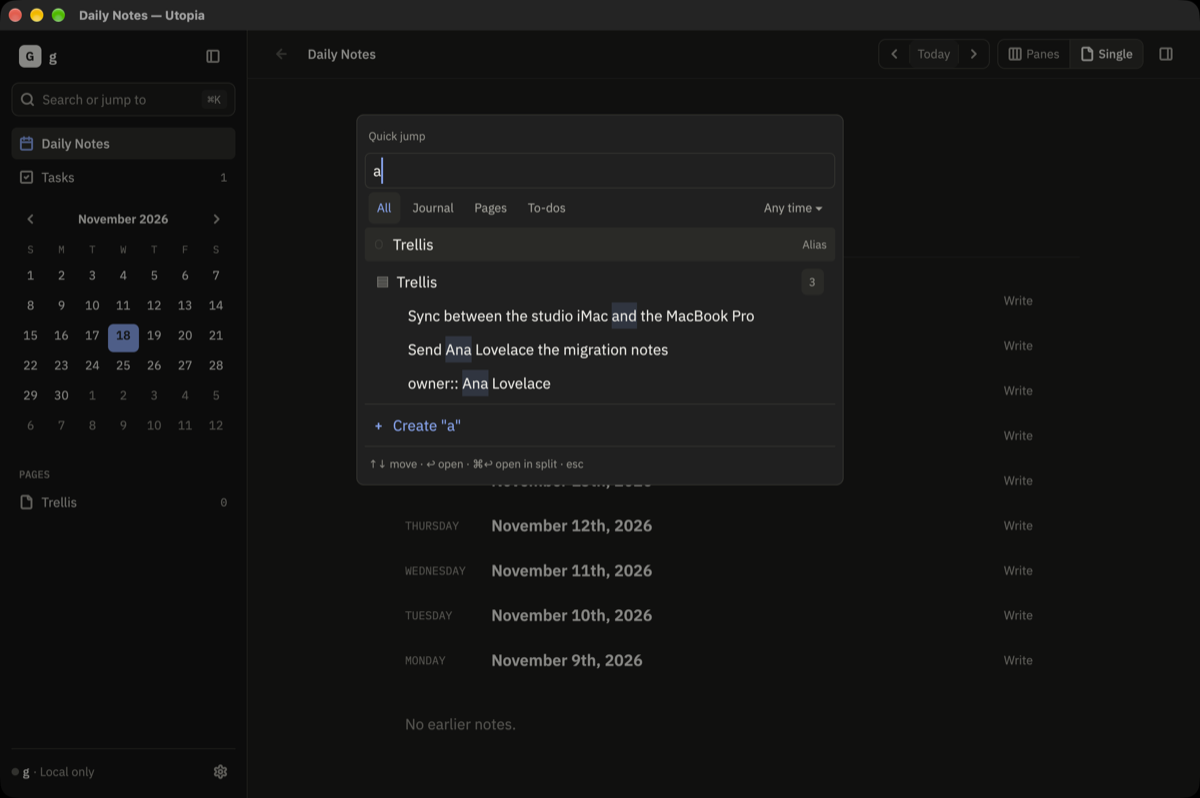 Daily Notes — Utopia
G g
Search or jump to ⌘K
Daily Notes
Tasks 1
November 2026
S M T W T F S
1 2 3 4 5 6 7
8 9 10 11 12 13 14
15 16 17 18 19 20 21
22 23 24 25 26 27 28
29 30 1 2 3 4 5
6 7 8 9 10 11 12
PAGES
Trellis 0
g · Local only
Daily Notes
Today
Panes
Single
Quick jump
a
All Journal Pages To-dos Any time
Trellis Alias
Trellis 3
Sync between the studio iMac and the MacBook Pro
Send Ana Lovelace the migration notes
owner:: Ana Lovelace
+ Create "a"
↑↓ move · ↩ open · ⌘↩ open in split · esc
Write
Write
Write
Write
Write
THURSDAY November 12th, 2026 Write
WEDNESDAY November 11th, 2026 Write
TUESDAY November 10th, 2026 Write
MONDAY November 9th, 2026 Write
No earlier notes.